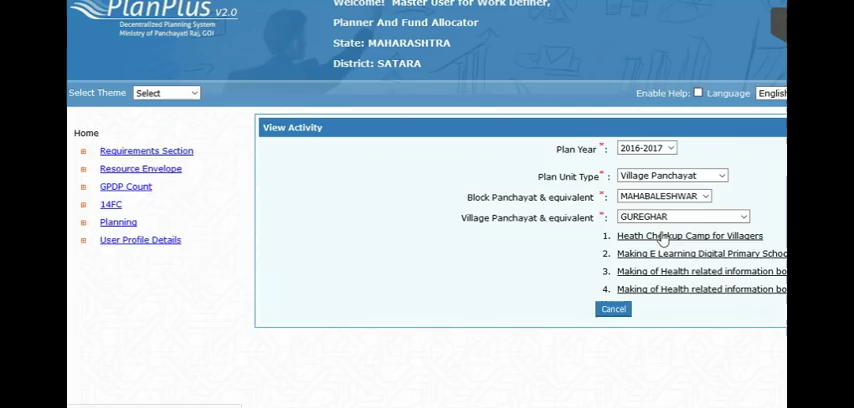 PlanPlus v2.0
Decentralized Planning System
Ministry of Panchayati Raj, GOI
Welcome! Master User for Work Definer,
Planner And Fund Allocator
State: MAHARASHTRA
District: SATARA
Select Theme Select
Enable Help: Language English
Home
Requirements Section
Resource Envelope
GPDP Count
14FC
Planning
User Profile Details
View Activity
Plan Year *: 2016-2017
Plan Unit Type *: Village Panchayat
Block Panchayat & equivalent *: MAHABALESHWAR
Village Panchayat & equivalent *: GUREGHAR
1. Heath Checkup Camp for Villagers
2. Making E Learning Digital Primary Schoo
3. Making of Health related information bo
4. Making of Health related information bo
Cancel